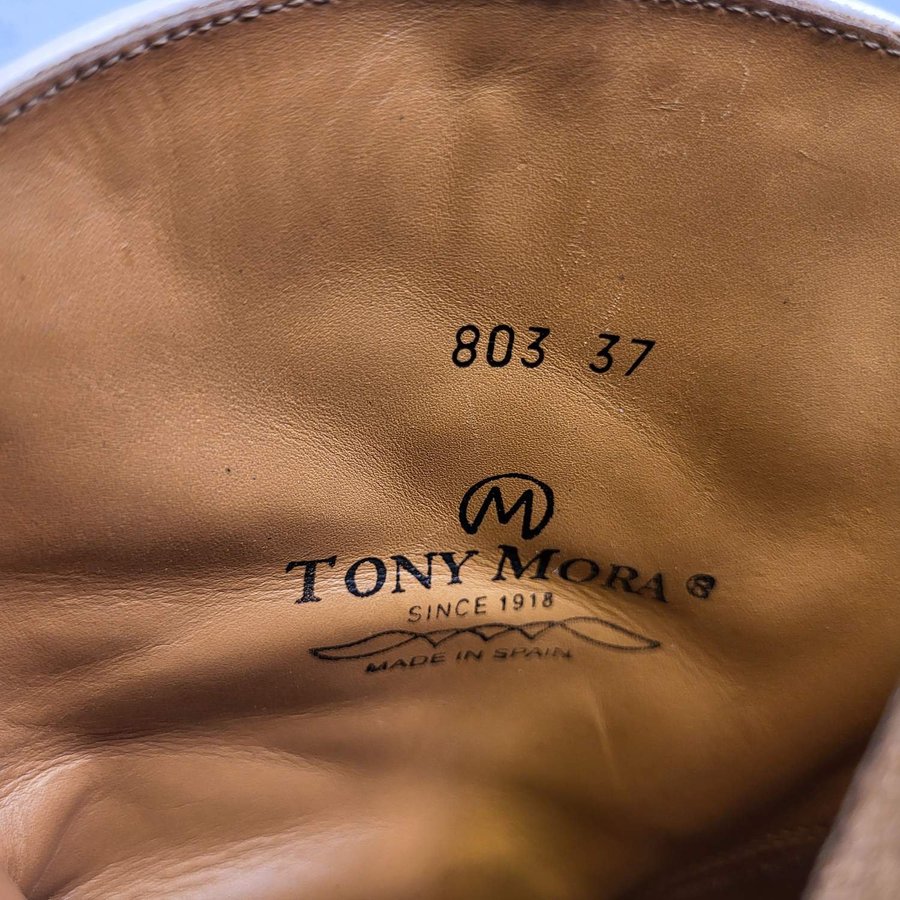 803 37
M
TONY MORA ®
SINCE 1918
MADE IN SPAIN